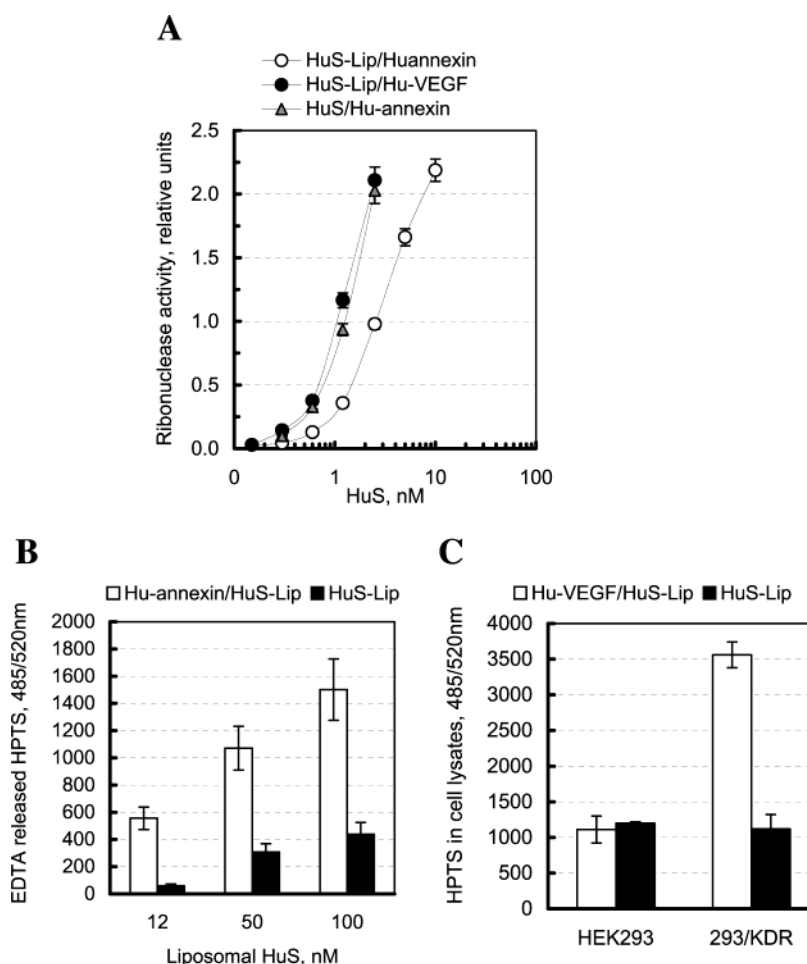 A
HuS-Lip/Huannexin
HuS-Lip/Hu-VEGF
HuS/Hu-annexin
Ribonuclease activity, relative units
2.5
2.0
1.5
1.0
0.5
0.0
0 1 10 100
HuS, nM
B
Hu-annexin/HuS-Lip HuS-Lip
EDTA released HPTS, 485/520nm
2000
1800
1600
1400
1200
1000
800
600
400
200
0
12 50 100
Liposomal HuS, nM
C
Hu-VEGF/HuS-Lip HuS-Lip
HPTS in cell lysates, 485/520nm
4000
3500
3000
2500
2000
1500
1000
500
0
HEK293 293/KDR